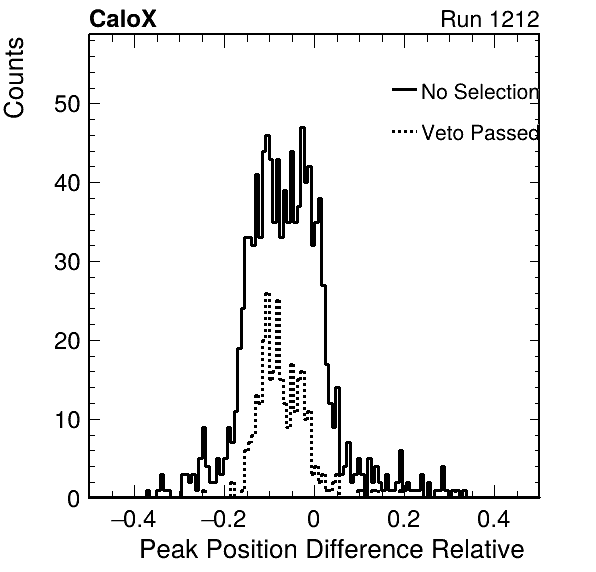 CaloX
Run 1212
Counts
No Selection
Veto Passed
50
40
30
20
10
0
−0.4 −0.2 0 0.2 0.4
Peak Position Difference Relative